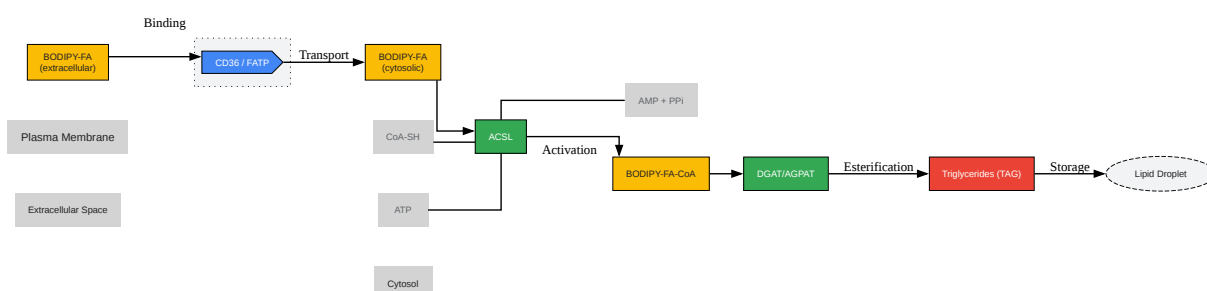 Binding
BODIPY-FA
(extracellular)
CD36 / FATP
Transport
BODIPY-FA
(cytosolic)
AMP + PPi
Plasma Membrane
CoA-SH
ACSL
Activation
BODIPY-FA-CoA
DGAT/AGPAT
Esterification
Triglycerides (TAG)
Storage
Lipid Droplet
Extracellular Space
ATP
Cytosol